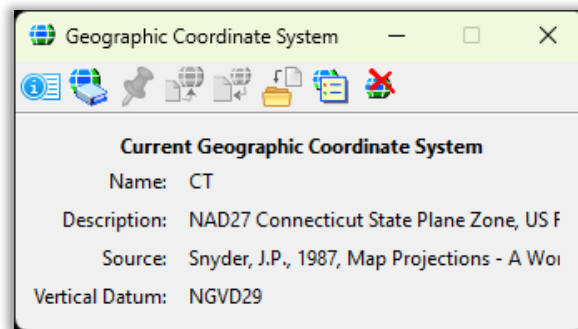 Geographic Coordinate System
Current Geographic Coordinate System
Name: CT
Description: NAD27 Connecticut State Plane Zone, US F
Source: Snyder, J.P., 1987, Map Projections - A Wor
Vertical Datum: NGVD29